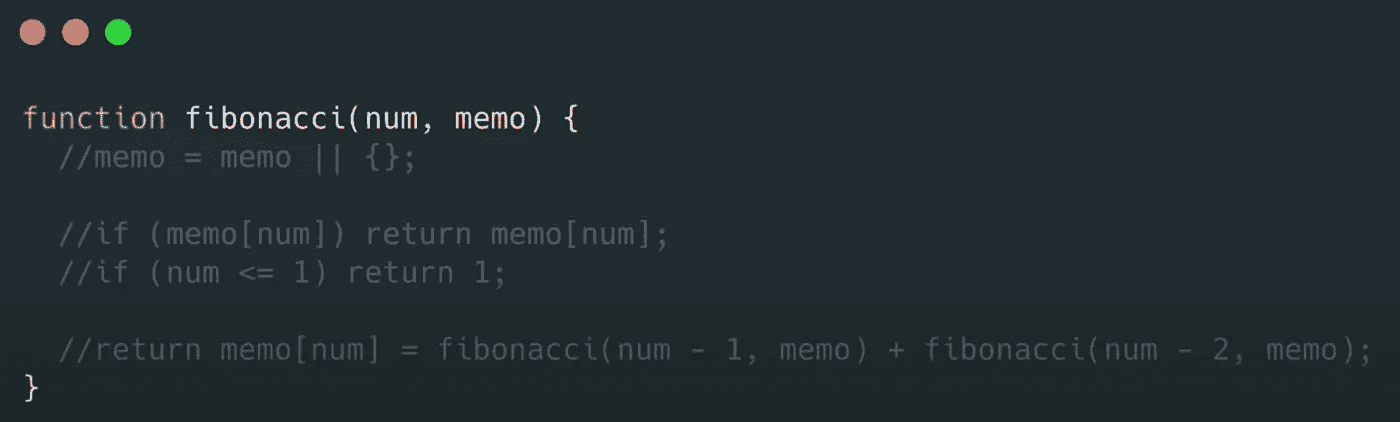 function fibonacci(num, memo) {
//memo = memo || {};
//if (memo[num]) return memo[num];
//if (num <= 1) return 1;
//return memo[num] = fibonacci(num - 1, memo) + fibonacci(num - 2, memo);
}